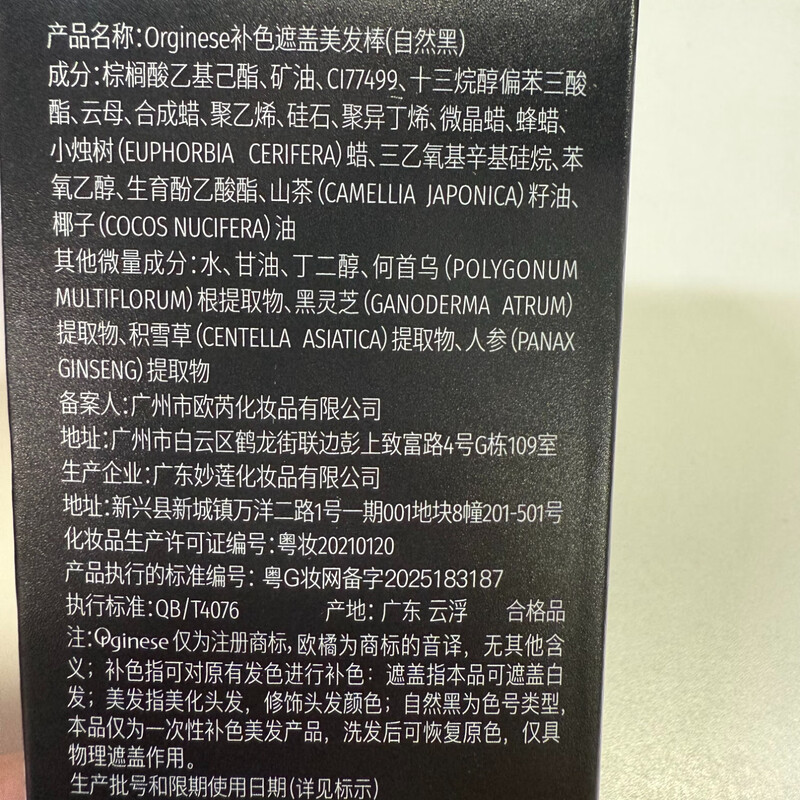 产品名称:Orginese补色遮盖美发棒(自然黑)
成分:棕榈酸乙基己酯、矿油、CI77499、十三烷醇偏苯三酸
酯、云母、合成蜡、聚乙烯、硅石、聚异丁烯、微晶蜡、蜂蜡、
小烛树(EUPHORBIA CERIFERA)蜡、三乙氧基辛基硅烷、苯
氧乙醇、生育酚乙酸酯、山茶(CAMELLIA JAPONICA)籽油、
椰子(COCOS NUCIFERA)油
其他微量成分:水、甘油、丁二醇、何首乌(POLYGONUM
MULTIFLORUM)根提取物、黑灵芝(GANODERMA ATRUM)
提取物、积雪草(CENTELLA ASIATICA)提取物、人参(PANAX
GINSENG)提取物
备案人:广州市欧芮化妆品有限公司
地址:广州市白云区鹤龙街联边彭上致富路4号G栋109室
生产企业:广东妙莲化妆品有限公司
地址:新兴县新城镇万洋二路1号一期001地块8幢201-501号
化妆品生产许可证编号:粤妆20210120
产品执行的标准编号: 粤G妆网备字2025183187
执行标准:QB/T4076 产地: 广东 云浮 合格品
注:Orginese 仅为注册商标,欧橘为商标的音译，无其他含
义；补色指可对原有发色进行补色：遮盖指本品可遮盖白
发；美发指美化头发，修饰头发颜色；自然黑为色号类型，
本品仅为一次性补色美发产品，洗发后可恢复原色，仅具
物理遮盖作用。
生产批号和限期使用日期(详见标示)